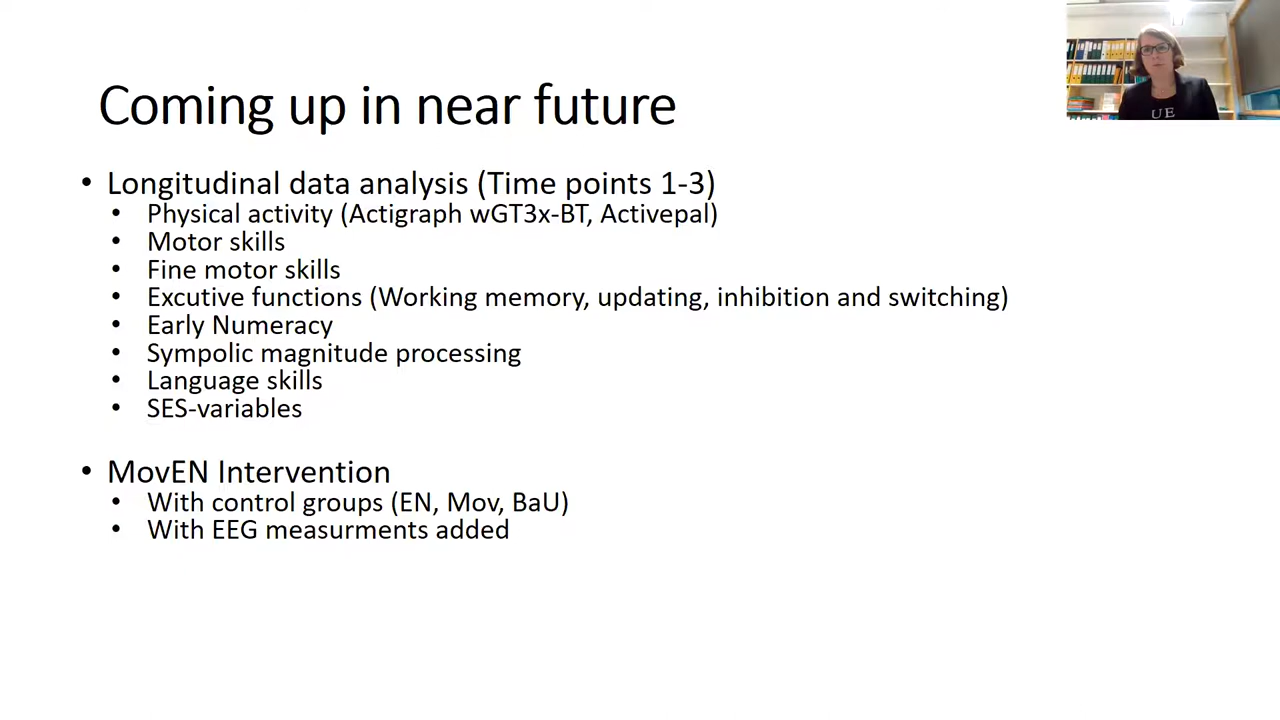 Coming up in near future
• Longitudinal data analysis (Time points 1-3)
• Physical activity (Actigraph wGT3x-BT, Activepal)
• Motor skills
• Fine motor skills
• Excutive functions (Working memory, updating, inhibition and switching)
• Early Numeracy
• Sympolic magnitude processing
• Language skills
• SES-variables
• MovEN Intervention
• With control groups (EN, Mov, BaU)
• With EEG measurments added
UE